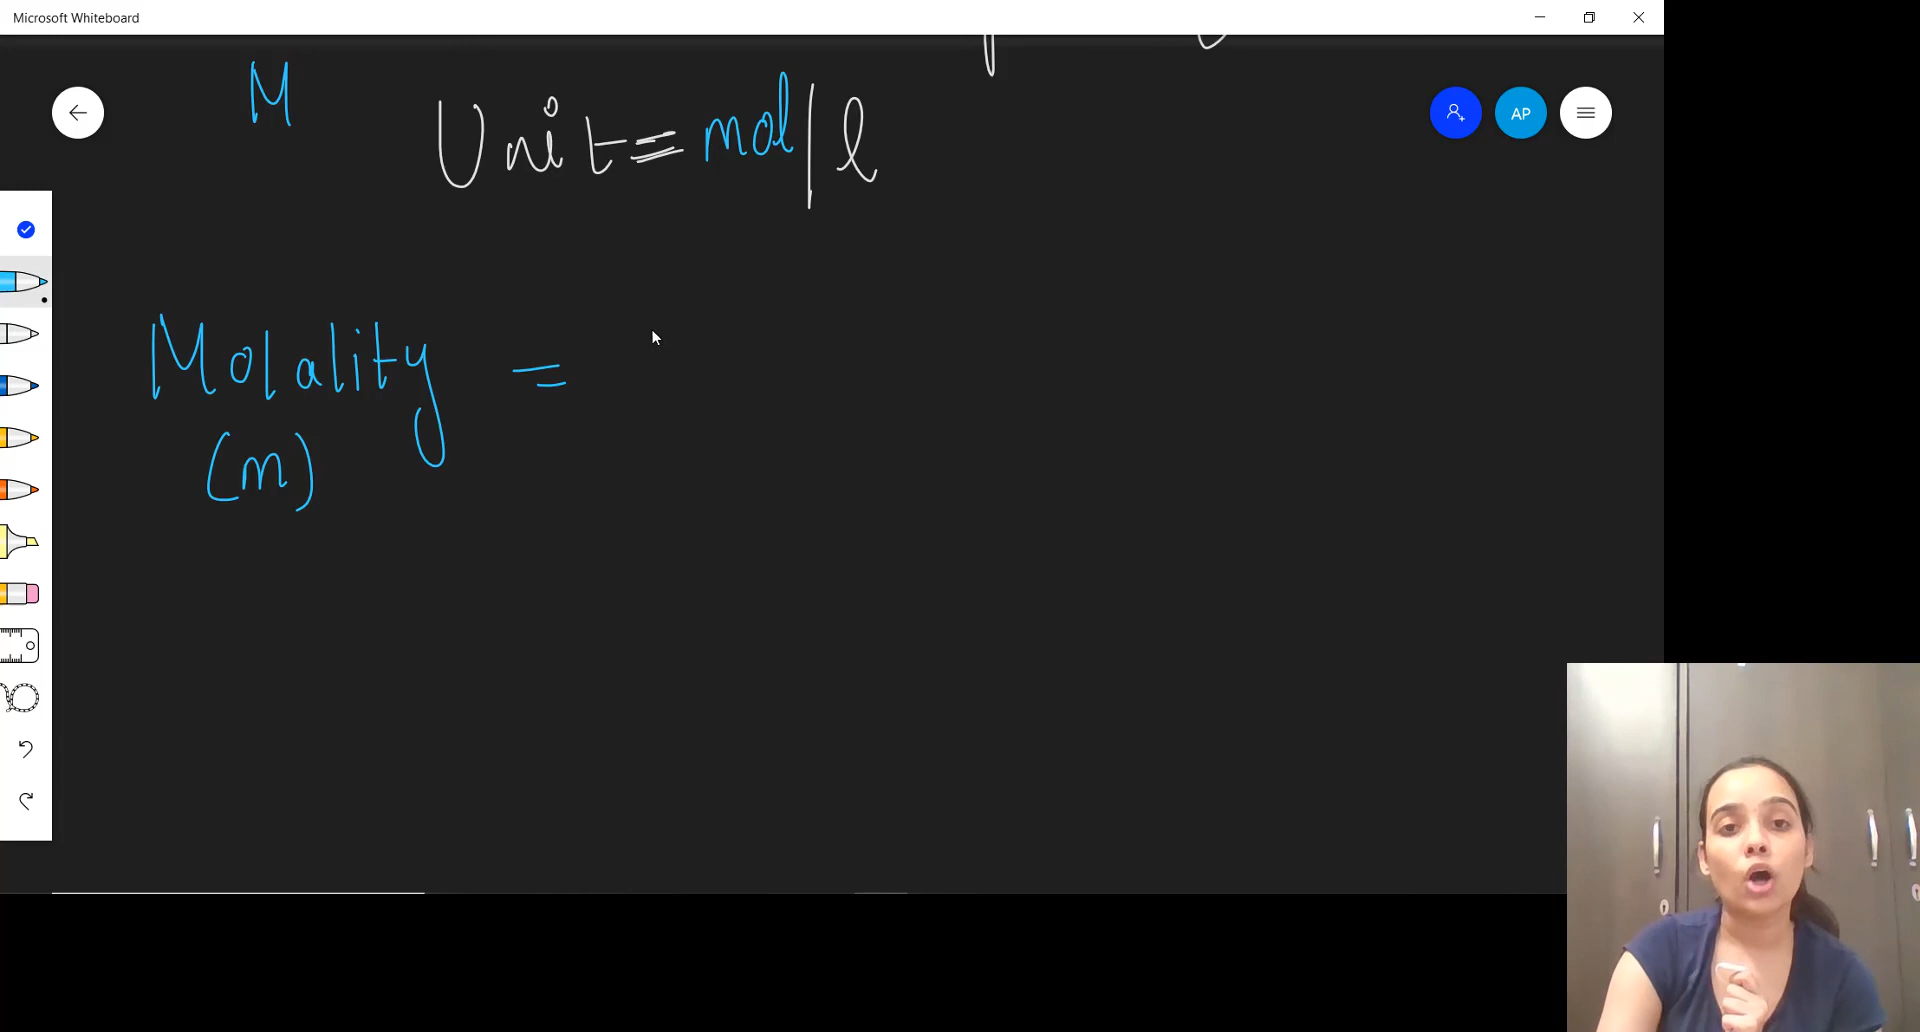 Microsoft Whiteboard
M
Unit = mol/l
AP
Molality =
(m)